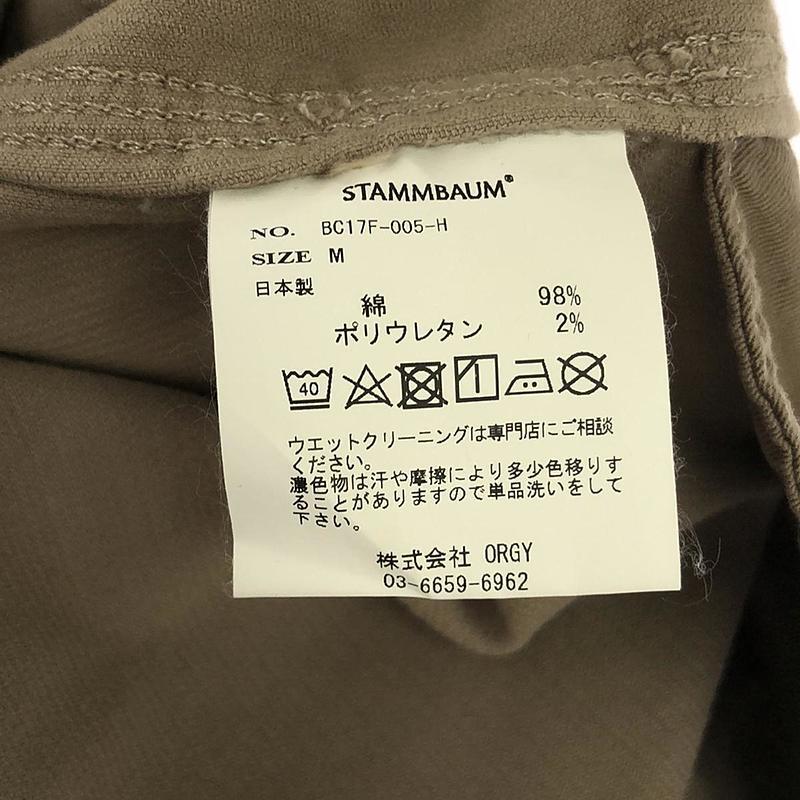 STAMMBAUM®
NO. BC17F-005-H
SIZE M
日本製
綿 98%
ポリウレタン 2%
40
ウエットクリーニングは専門店にご相談
ください。
濃色物は汗や摩擦により多少色移りす
ることがありますので単品洗いをして
下さい。
株式会社 ORGY
03-6659-6962